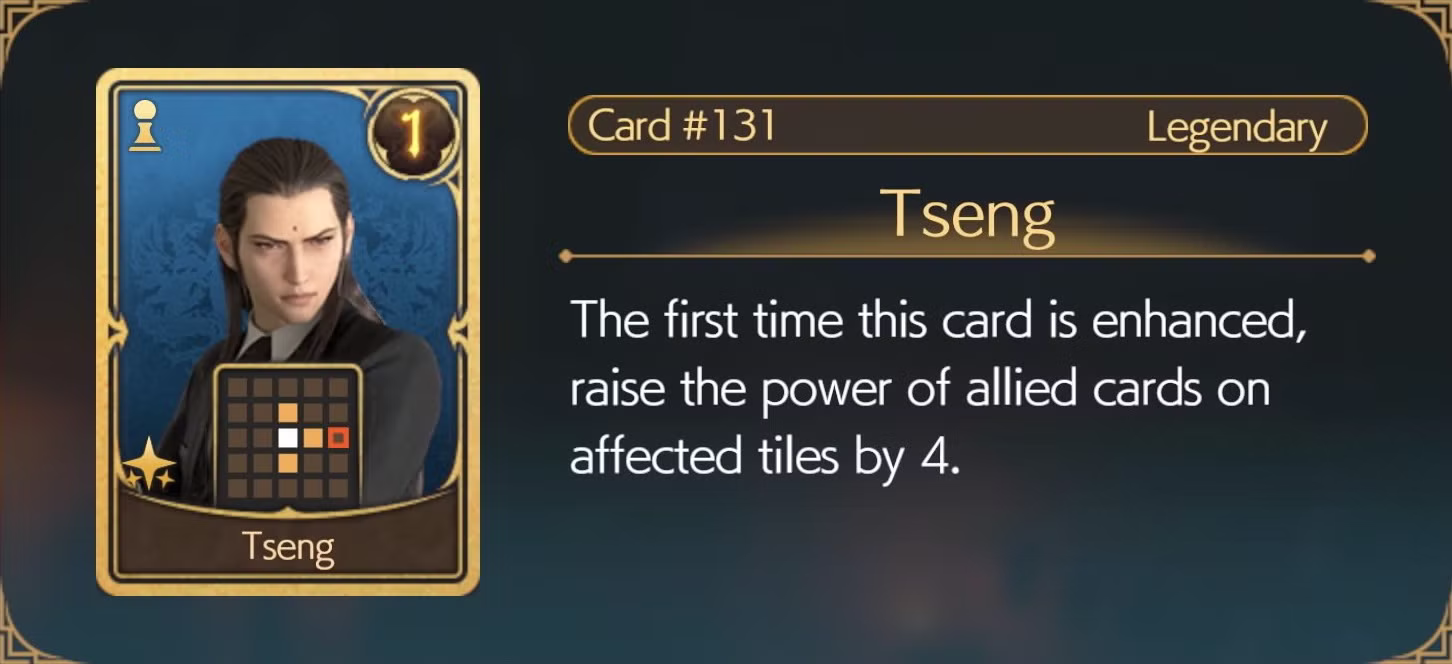 1
Card #131 Legendary
Tseng
The first time this card is enhanced,
raise the power of allied cards on
affected tiles by 4.
Tseng